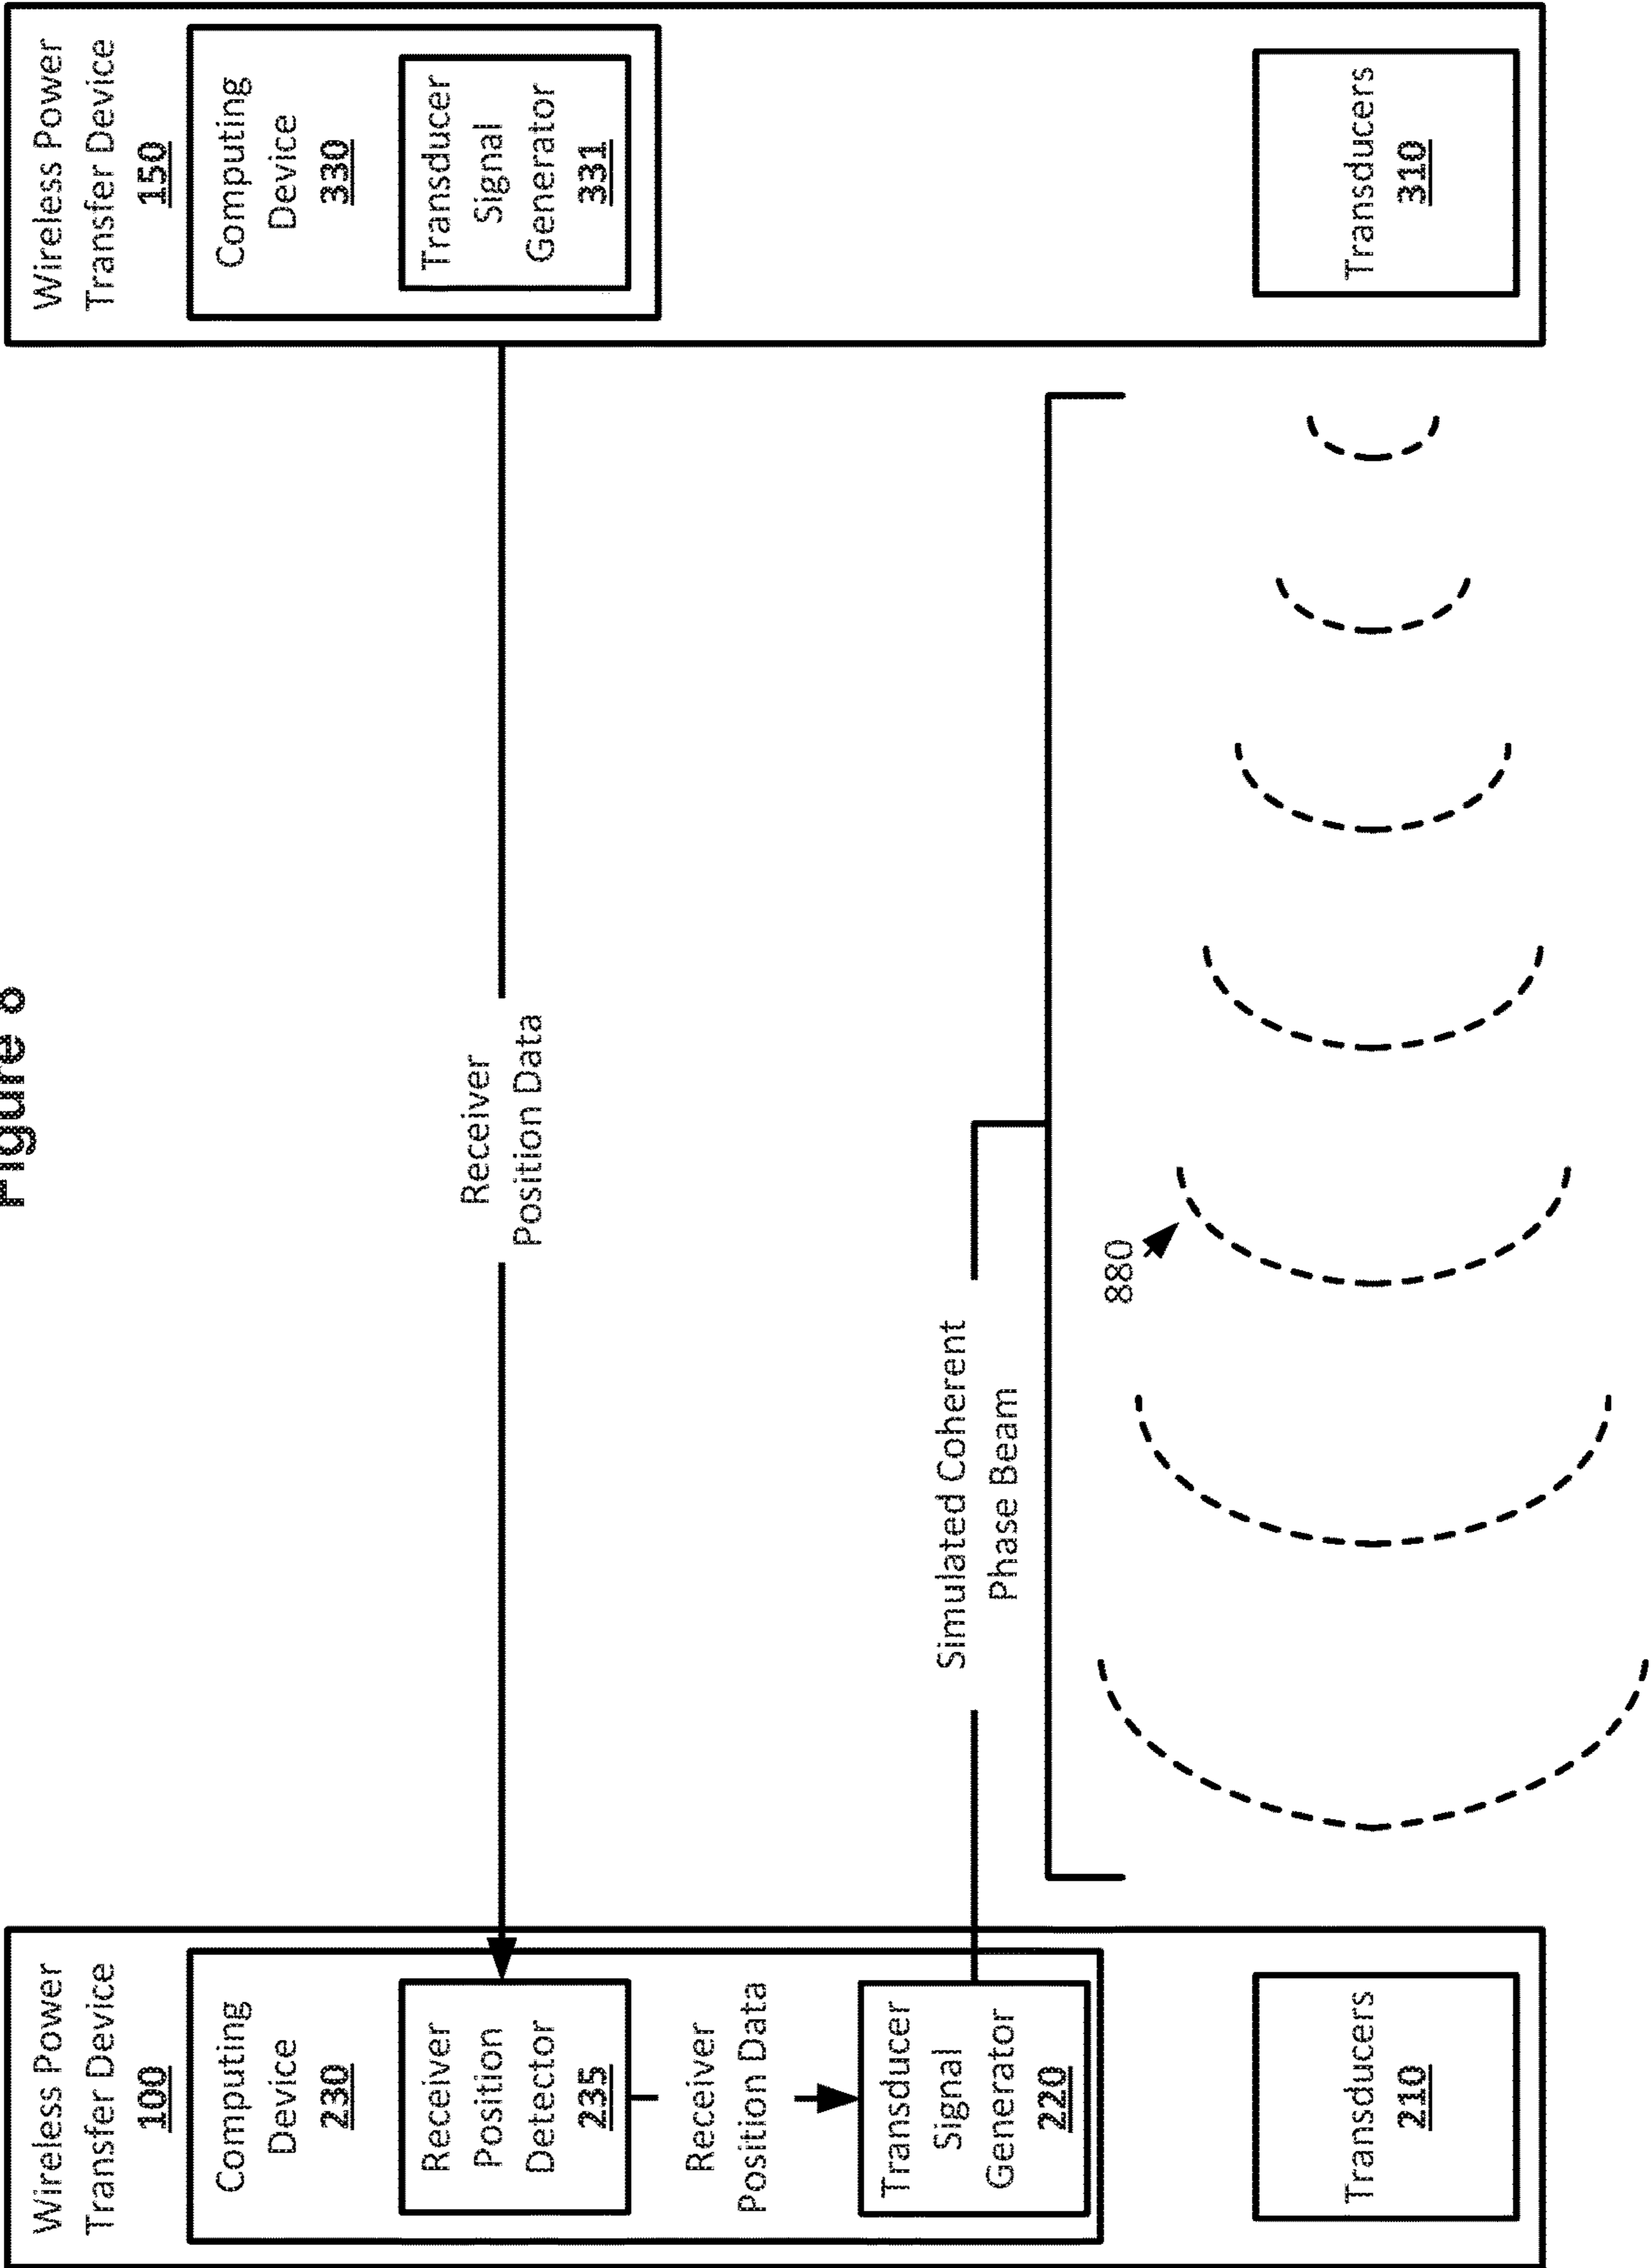 Figure 8
Wireless Power
Transfer Device
100
Computing
Device
230
Receiver
Position
Detector
235
Receiver
Position Data
Transducer
Signal
Generator
220
Transducers
210
Receiver
Position Data
Simulated Coherent
Phase Beam
880
Wireless Power
Transfer Device
150
Computing
Device
330
Transducer
Signal
Generator
331
Transducers
310